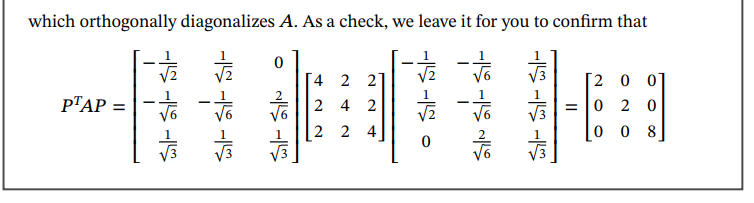 which orthogonally diagonalizes A. As a check, we leave it for you to confirm that
PᵀAP = [−1/√2 1/√2 0; −1/√6 −1/√6 2/√6; 1/√3 1/√3 1/√3] [4 2 2; 2 4 2; 2 2 4] [−1/√2 −1/√6 1/√3; 1/√2 −1/√6 1/√3; 0 2/√6 1/√3] = [2 0 0; 0 2 0; 0 0 8]